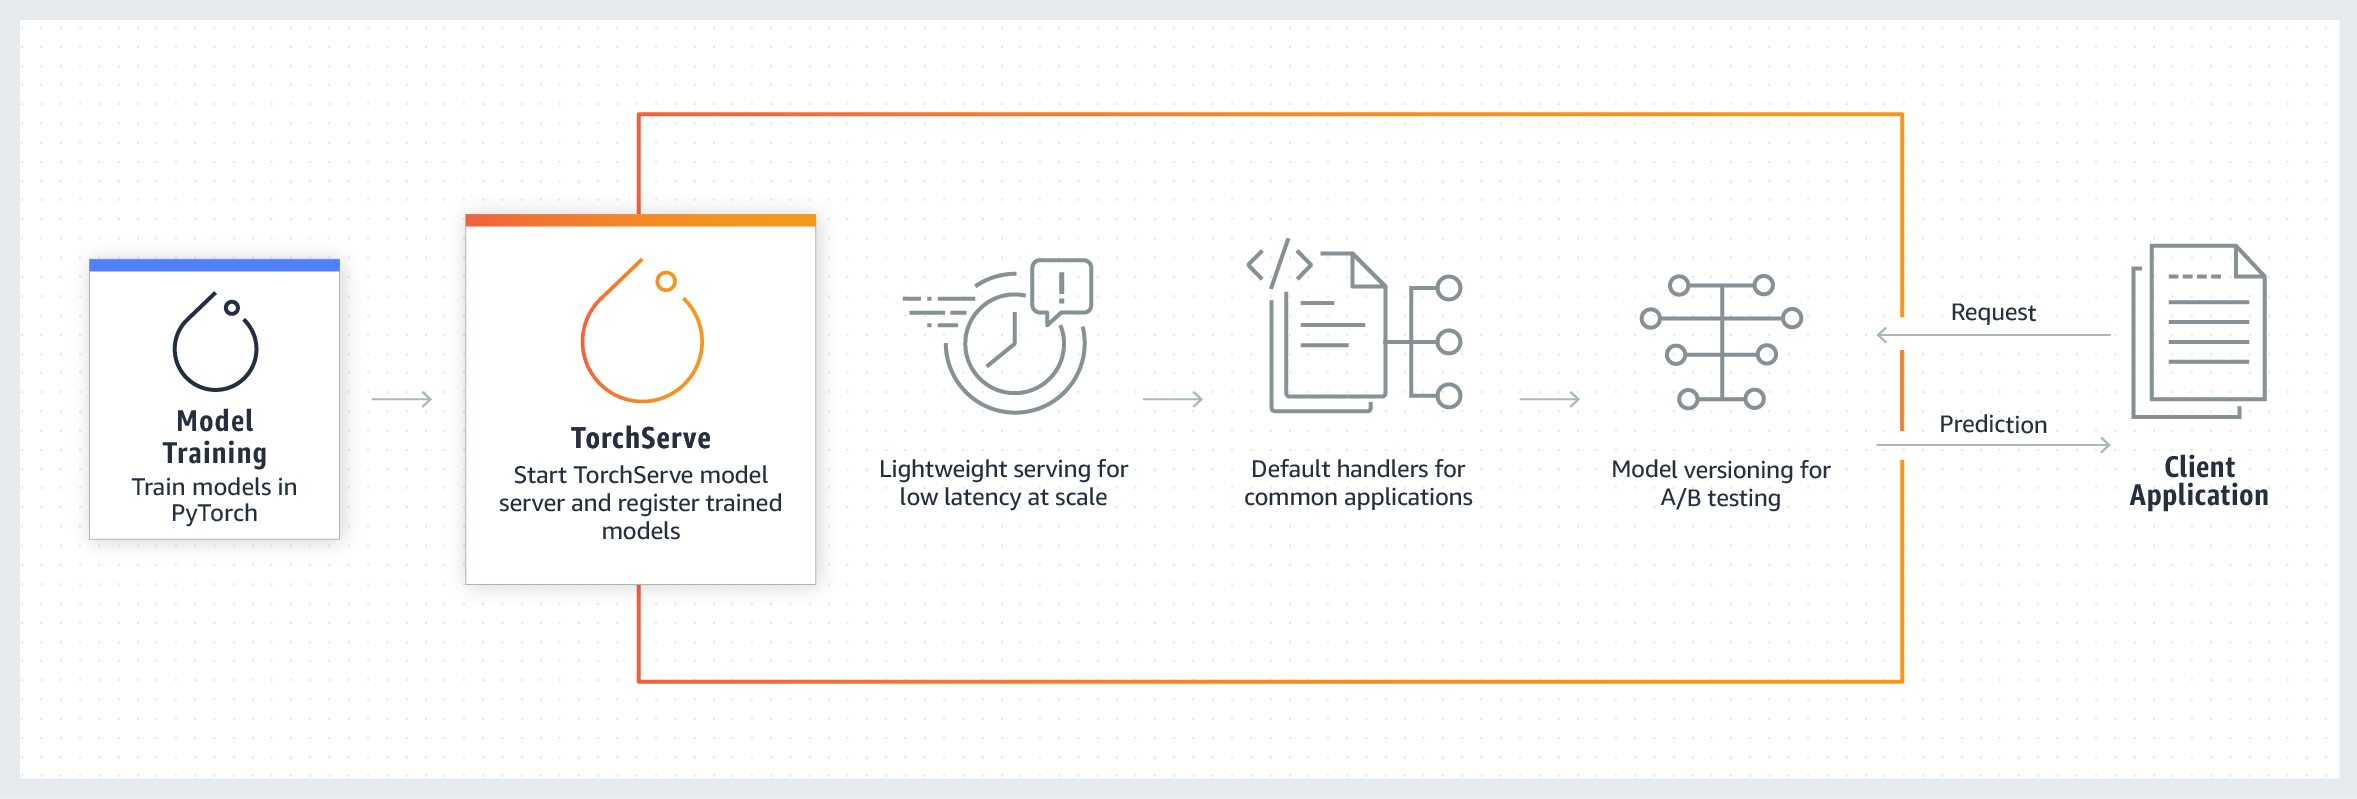 Model
Training
Train models in
PyTorch
TorchServe
Start TorchServe model
server and register trained
models
Lightweight serving for
low latency at scale
Default handlers for
common applications
Model versioning for
A/B testing
Request
Prediction
Client
Application